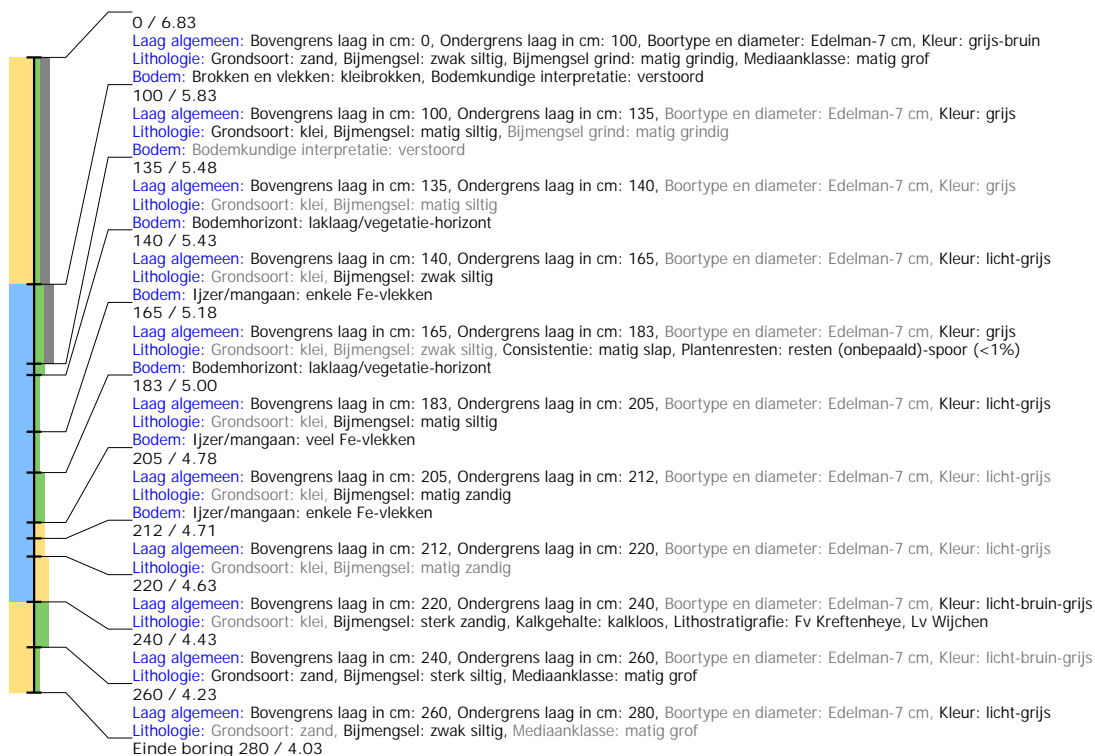 0 / 6.83
Laag algemeen: Bovengrens laag in cm: 0, Ondergrens laag in cm: 100, Boortype en diameter: Edelman-7 cm, Kleur: grijs-bruin
Lithologie: Grondsoort: zand, Bijmengsel: zwak siltig, Bijmengsel grind: matig grindig, Mediaanklasse: matig grof
Bodem: Brokken en vlekken: kleibrokken, Bodemkundige interpretatie: verstoord
100 / 5.83
Laag algemeen: Bovengrens laag in cm: 100, Ondergrens laag in cm: 135, Boortype en diameter: Edelman-7 cm, Kleur: grijs
Lithologie: Grondsoort: klei, Bijmengsel: matig siltig, Bijmengsel grind: matig grindig
Bodem: Bodemkundige interpretatie: verstoord
135 / 5.48
Laag algemeen: Bovengrens laag in cm: 135, Ondergrens laag in cm: 140, Boortype en diameter: Edelman-7 cm, Kleur: grijs
Lithologie: Grondsoort: klei, Bijmengsel: matig siltig
Bodem: Bodemhorizont: laklaag/vegetatie-horizont
140 / 5.43
Laag algemeen: Bovengrens laag in cm: 140, Ondergrens laag in cm: 165, Boortype en diameter: Edelman-7 cm, Kleur: licht-grijs
Lithologie: Grondsoort: klei, Bijmengsel: zwak siltig
Bodem: Ijzer/mangaan: enkele Fe-vlekken
165 / 5.18
Laag algemeen: Bovengrens laag in cm: 165, Ondergrens laag in cm: 183, Boortype en diameter: Edelman-7 cm, Kleur: grijs
Lithologie: Grondsoort: klei, Bijmengsel: zwak siltig, Consistentie: matig slap, Plantenresten: resten (onbepaald)-spoor (<1%)
Bodem: Bodemhorizont: laklaag/vegetatie-horizont
183 / 5.00
Laag algemeen: Bovengrens laag in cm: 183, Ondergrens laag in cm: 205, Boortype en diameter: Edelman-7 cm, Kleur: licht-grijs
Lithologie: Grondsoort: klei, Bijmengsel: matig siltig
Bodem: Ijzer/mangaan: veel Fe-vlekken
205 / 4.78
Laag algemeen: Bovengrens laag in cm: 205, Ondergrens laag in cm: 212, Boortype en diameter: Edelman-7 cm, Kleur: licht-grijs
Lithologie: Grondsoort: klei, Bijmengsel: matig zandig
Bodem: Ijzer/mangaan: enkele Fe-vlekken
212 / 4.71
Laag algemeen: Bovengrens laag in cm: 212, Ondergrens laag in cm: 220, Boortype en diameter: Edelman-7 cm, Kleur: licht-grijs
Lithologie: Grondsoort: klei, Bijmengsel: matig zandig
220 / 4.63
Laag algemeen: Bovengrens laag in cm: 220, Ondergrens laag in cm: 240, Boortype en diameter: Edelman-7 cm, Kleur: licht-bruin-grijs
Lithologie: Grondsoort: klei, Bijmengsel: sterk zandig, Kalkgehalte: kalkloos, Lithostratigrafie: Fv Kreftenheye, Lv Wijchen
240 / 4.43
Laag algemeen: Bovengrens laag in cm: 240, Ondergrens laag in cm: 260, Boortype en diameter: Edelman-7 cm, Kleur: licht-bruin-grijs
Lithologie: Grondsoort: zand, Bijmengsel: sterk siltig, Mediaanklasse: matig grof
260 / 4.23
Laag algemeen: Bovengrens laag in cm: 260, Ondergrens laag in cm: 280, Boortype en diameter: Edelman-7 cm, Kleur: licht-grijs
Lithologie: Grondsoort: zand, Bijmengsel: zwak siltig, Mediaanklasse: matig grof
Einde boring 280 / 4.03